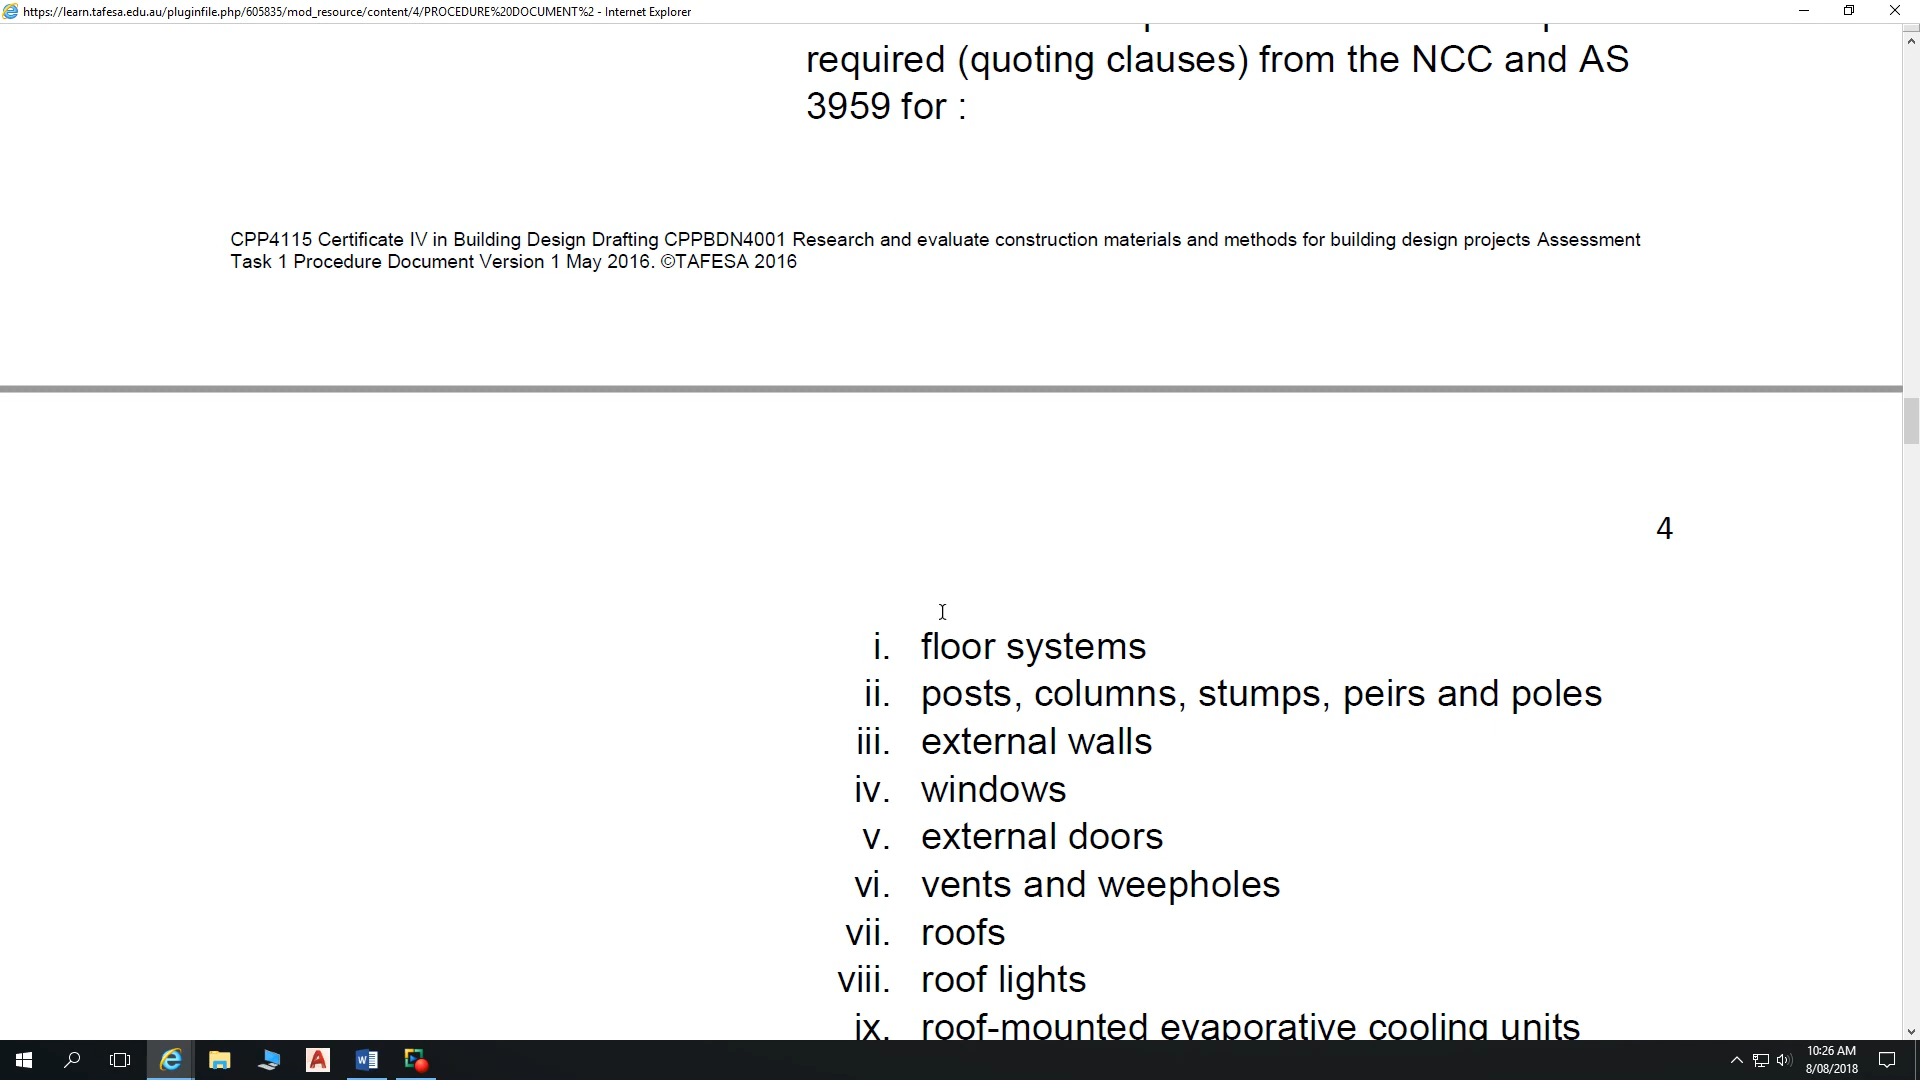 https://learn.tafesa.edu.au/pluginfile.php/605835/mod_resource/content/4/PROCEDURE%20DOCUMENT%2 - Internet Explorer
required (quoting clauses) from the NCC and AS
3959 for :
CPP4115 Certificate IV in Building Design Drafting CPPBDN4001 Research and evaluate construction materials and methods for building design projects Assessment
Task 1 Procedure Document Version 1 May 2016. ©TAFESA 2016
4
i. floor systems
ii. posts, columns, stumps, peirs and poles
iii. external walls
iv. windows
v. external doors
vi. vents and weepholes
vii. roofs
viii. roof lights
ix. roof-mounted evaporative cooling units
10:26 AM
8/08/2018